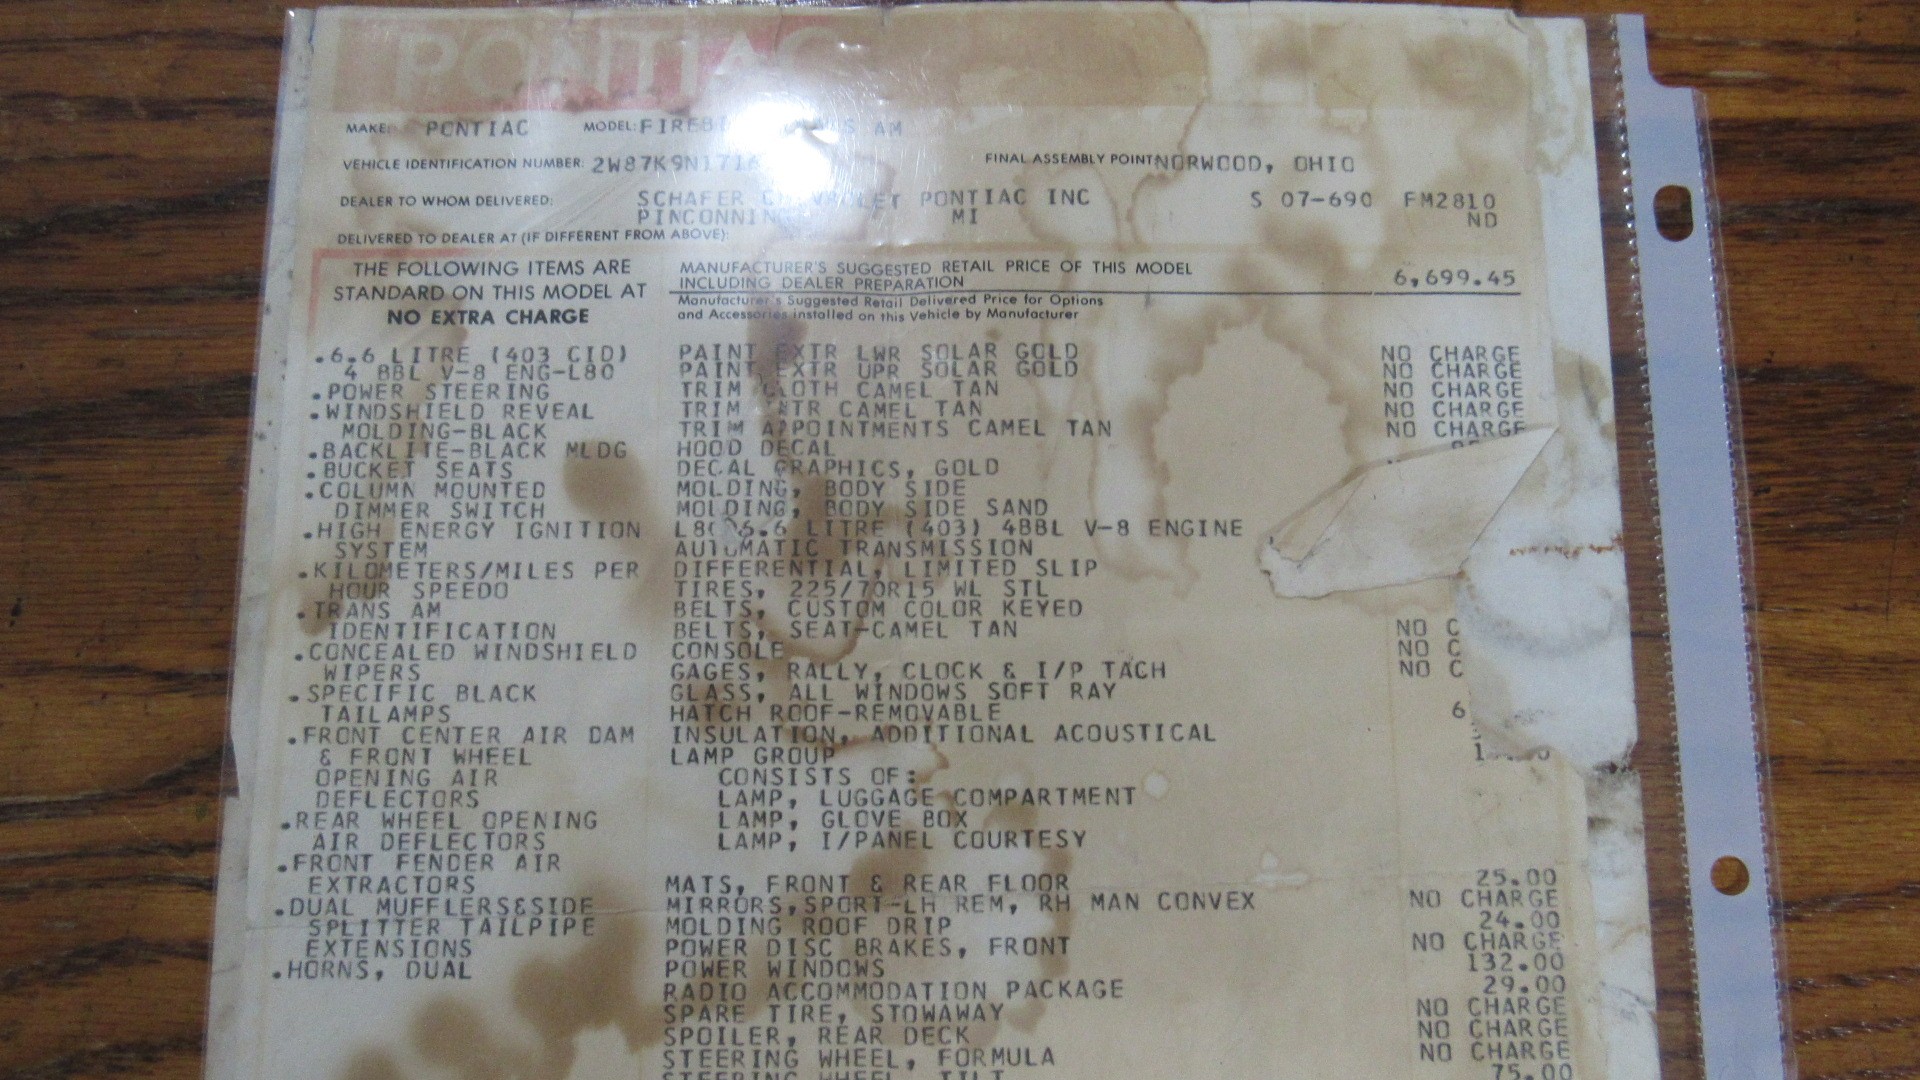 PONTIAC
MAKE: PONTIAC MODEL: AM
VEHICLE IDENTIFICATION NUMBER: FINAL ASSEMBLY POINT NORWOOD, OHIO
DEALER TO WHOM DELIVERED: SCHAFER PONTIAC INC S 07-690 FM2810
MI ND
DELIVERED TO DEALER AT (IF DIFFERENT FROM ABOVE):
THE FOLLOWING ITEMS ARE
STANDARD ON THIS MODEL AT
NO EXTRA CHARGE
.6.6 LITRE (403 CID)
4 BBL V-8 ENG-L80
.POWER STEERING
.WINDSHIELD REVEAL
MOLDING-BLACK
.BACKLITE-BLACK MLDG
.BUCKET SEATS
.COLUMN MOUNTED
DIMMER SWITCH
.HIGH ENERGY IGNITION
SYSTEM
.KILOMETERS/MILES PER
HOUR SPEEDO
.TRANS AM
IDENTIFICATION
.CONCEALED WINDSHIELD
WIPERS
.SPECIFIC BLACK
TAILAMPS
.FRONT CENTER AIR DAM
& FRONT WHEEL
OPENING AIR
DEFLECTORS
.REAR WHEEL OPENING
AIR DEFLECTORS
.FRONT FENDER AIR
EXTRACTORS
.DUAL MUFFLERS&SIDE
SPLITTER TAILPIPE
EXTENSIONS
.HORNS, DUAL
MANUFACTURER'S SUGGESTED RETAIL PRICE OF THIS MODEL
INCLUDING DEALER PREPARATION 6,699.45
Manufacturer's Suggested Retail Delivered Price for Options
and Accessories installed on this Vehicle by Manufacturer
PAINT EXTR LWR SOLAR GOLD NO CHARGE
PAINT EXTR UPR SOLAR GOLD NO CHARGE
TRIM CLOTH CAMEL TAN NO CHARGE
TRIM CAMEL TAN NO CHARGE
TRIM APPOINTMENTS CAMEL TAN NO CHARGE
HOOD DECAL
DECAL GRAPHICS, GOLD
MOLDING, BODY SIDE
MOLDING, BODY SIDE SAND
6.6 LITRE (403) 4BBL V-8 ENGINE
AUTOMATIC TRANSMISSION
DIFFERENTIAL, LIMITED SLIP
TIRES, 225/70R15 WL STL
BELTS, CUSTOM COLOR KEYED
BELTS, SEAT-CAMEL TAN NO C
CONSOLE NO C
GAGES, RALLY, CLOCK & I/P TACH NO C
GLASS, ALL WINDOWS SOFT RAY
HATCH ROOF-REMOVABLE 6
INSULATION, ADDITIONAL ACOUSTICAL
LAMP GROUP
CONSISTS OF:
LAMP, LUGGAGE COMPARTMENT
LAMP, GLOVE BOX
LAMP, I/PANEL COURTESY
MATS, FRONT & REAR FLOOR 25.00
MIRRORS,SPORT-LH REM, RH MAN CONVEX NO CHARGE
MOLDING ROOF DRIP 24.00
POWER DISC BRAKES, FRONT NO CHARGE
POWER WINDOWS 132.00
RADIO ACCOMMODATION PACKAGE 29.00
SPARE TIRE, STOWAWAY NO CHARGE
SPOILER, REAR DECK NO CHARGE
STEERING WHEEL, FORMULA NO CHARGE
STEERING WHEEL, TILT 75.00